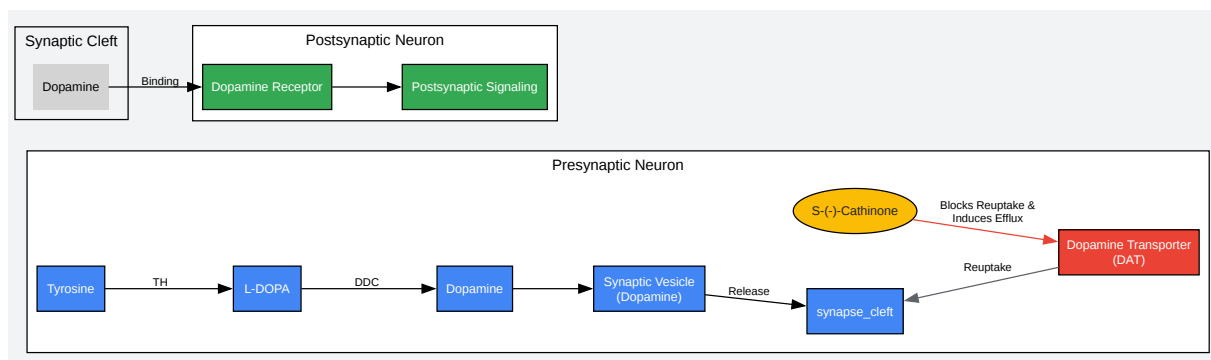 Synaptic Cleft
Dopamine
Binding
Postsynaptic Neuron
Dopamine Receptor
Postsynaptic Signaling
Presynaptic Neuron
Tyrosine
TH
L-DOPA
DDC
Dopamine
Synaptic Vesicle
(Dopamine)
Release
synapse_cleft
S-(-)-Cathinone
Blocks Reuptake &
Induces Efflux
Dopamine Transporter
(DAT)
Reuptake